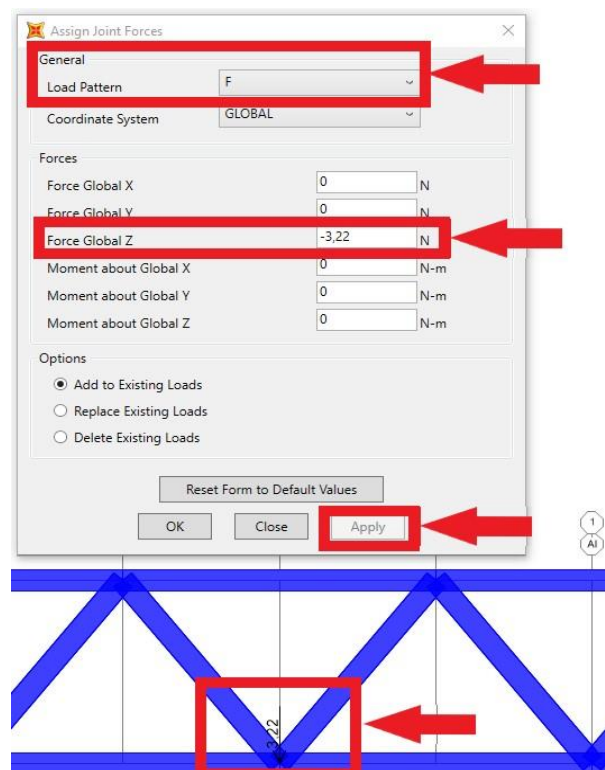 Assign Joint Forces
General
Load Pattern F
Coordinate System GLOBAL
Forces
Force Global X 0 N
Force Global Y 0 N
Force Global Z -3,22 N
Moment about Global X 0 N-m
Moment about Global Y 0 N-m
Moment about Global Z 0 N-m
Options
Add to Existing Loads
Replace Existing Loads
Delete Existing Loads
Reset Form to Default Values
OK Close Apply
1
AI
3,22